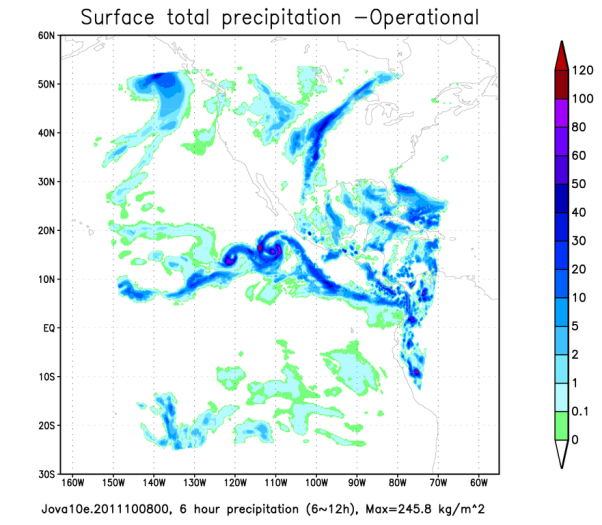 Surface total precipitation −Operational
60N
50N
40N
30N
20N
10N
EQ
10S
20S
30S
160W 150W 140W 130W 120W 110W 100W 90W 80W 70W 60W
120
100
80
60
50
40
30
20
10
5
2
1
0.1
0
Jova10e.2011100800, 6 hour precipitation (6~12h), Max=245.8 kg/m^2